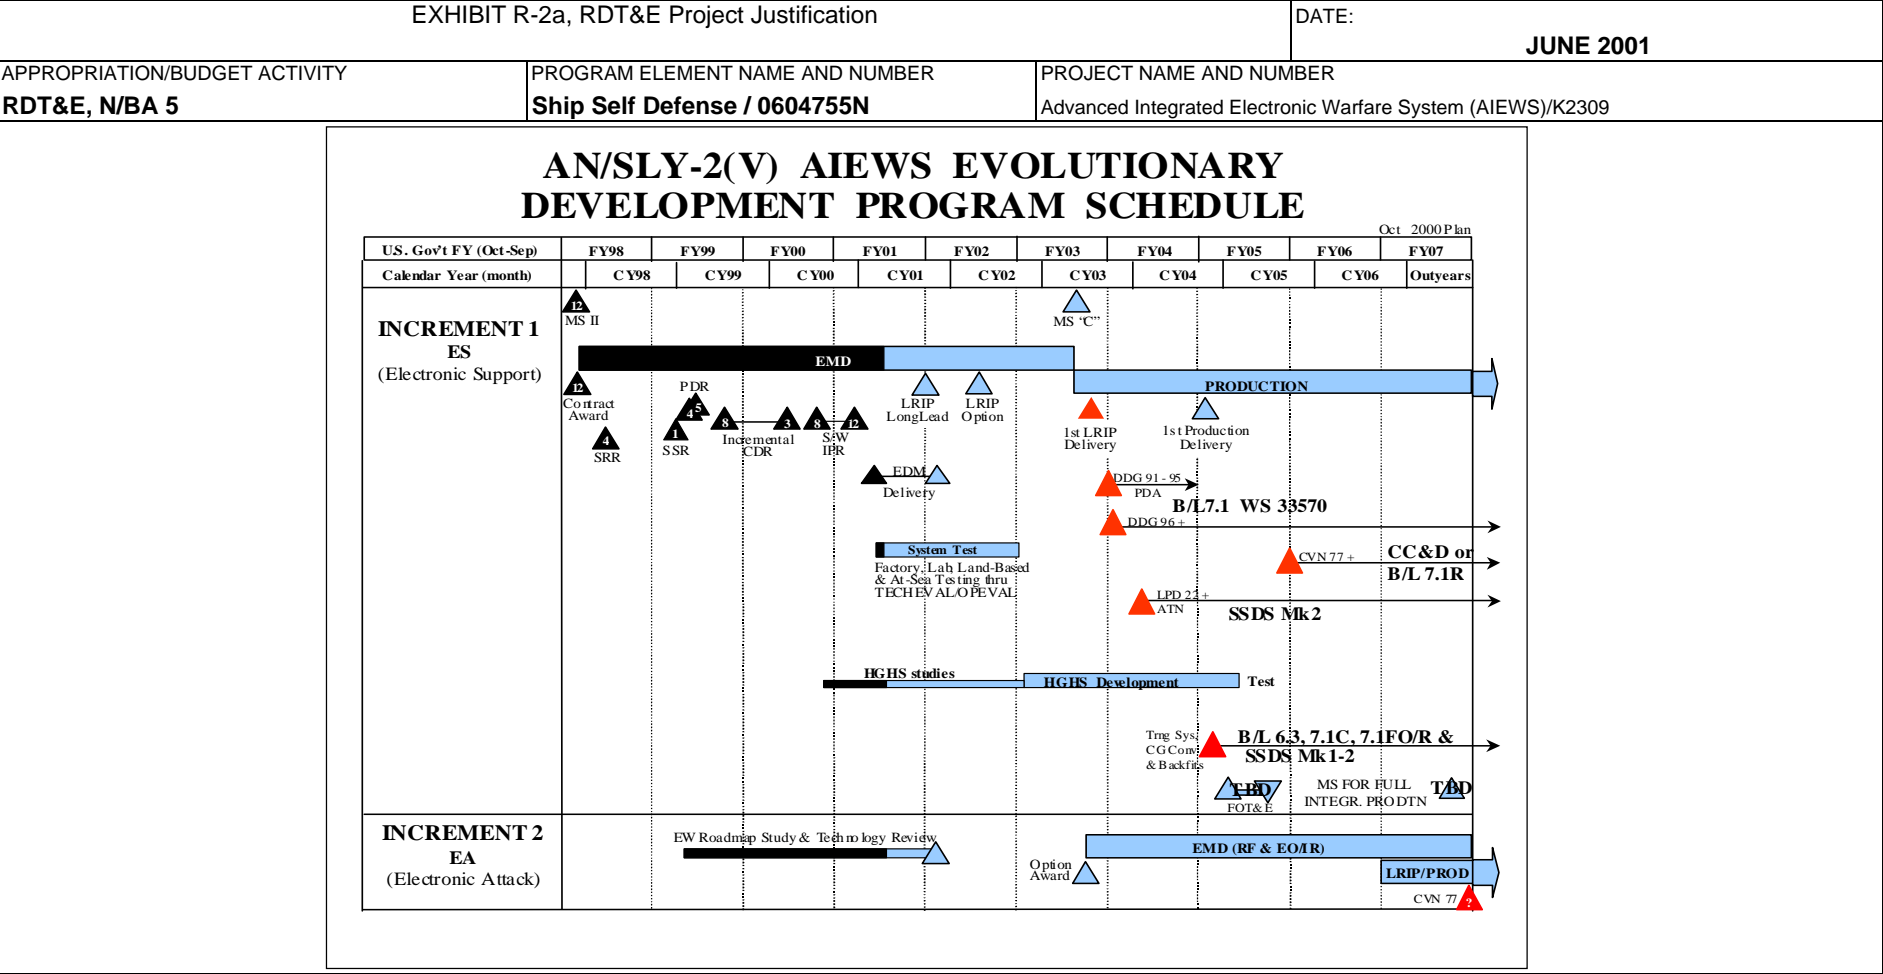 EXHIBIT R-2a, RDT&E Project Justification
DATE:
JUNE 2001
APPROPRIATION/BUDGET ACTIVITY
PROGRAM ELEMENT NAME AND NUMBER
PROJECT NAME AND NUMBER
RDT&E, N/BA 5
Ship Self Defense / 0604755N
Advanced Integrated Electronic Warfare System (AIEWS)/K2309
AN/SLY-2(V) AIEWS EVOLUTIONARY
DEVELOPMENT PROGRAM SCHEDULE
Oct 2000 Plan
U.S. Gov't FY (Oct-Sep) FY98 FY99 FY00 FY01 FY02 FY03 FY04 FY05 FY06 FY07
Calendar Year (month) CY98 CY99 CY00 CY01 CY02 CY03 CY04 CY05 CY06 Outyears
INCREMENT 1
ES
(Electronic Support)
12
MS II
MS "C"
EMD
PRODUCTION
12
Contract
Award
4
SRR
PDR
4 5
1
SSR
8 3
Incremental
CDR
8 12
S/W
IPR
LRIP
LongLead
LRIP
Option
1st LRIP
Delivery
1st Production
Delivery
EDM
Delivery
DDG 91 - 95
PDA
B/L7.1 WS 33570
DDG 96 +
System Test
Factory, Lab, Land-Based
& At-Sea Testing thru
TECHEVAL/OPEVAL
CVN 77 +
CC&D or
B/L 7.1R
LPD 22 +
ATN
SSDS Mk2
HGHS studies
HGHS Development
Test
Trng Sys,
CG Conv
& Backfits
B/L 6.3, 7.1C, 7.1FO/R &
SSDS Mk1-2
TBD
FOT&E
MS FOR FULL
INTEGR. PRODTN
TBD
INCREMENT 2
EA
(Electronic Attack)
EW Roadmap Study & Technology Review
Option
Award
EMD (RF & EO/IR)
LRIP/PROD
CVN 77
?